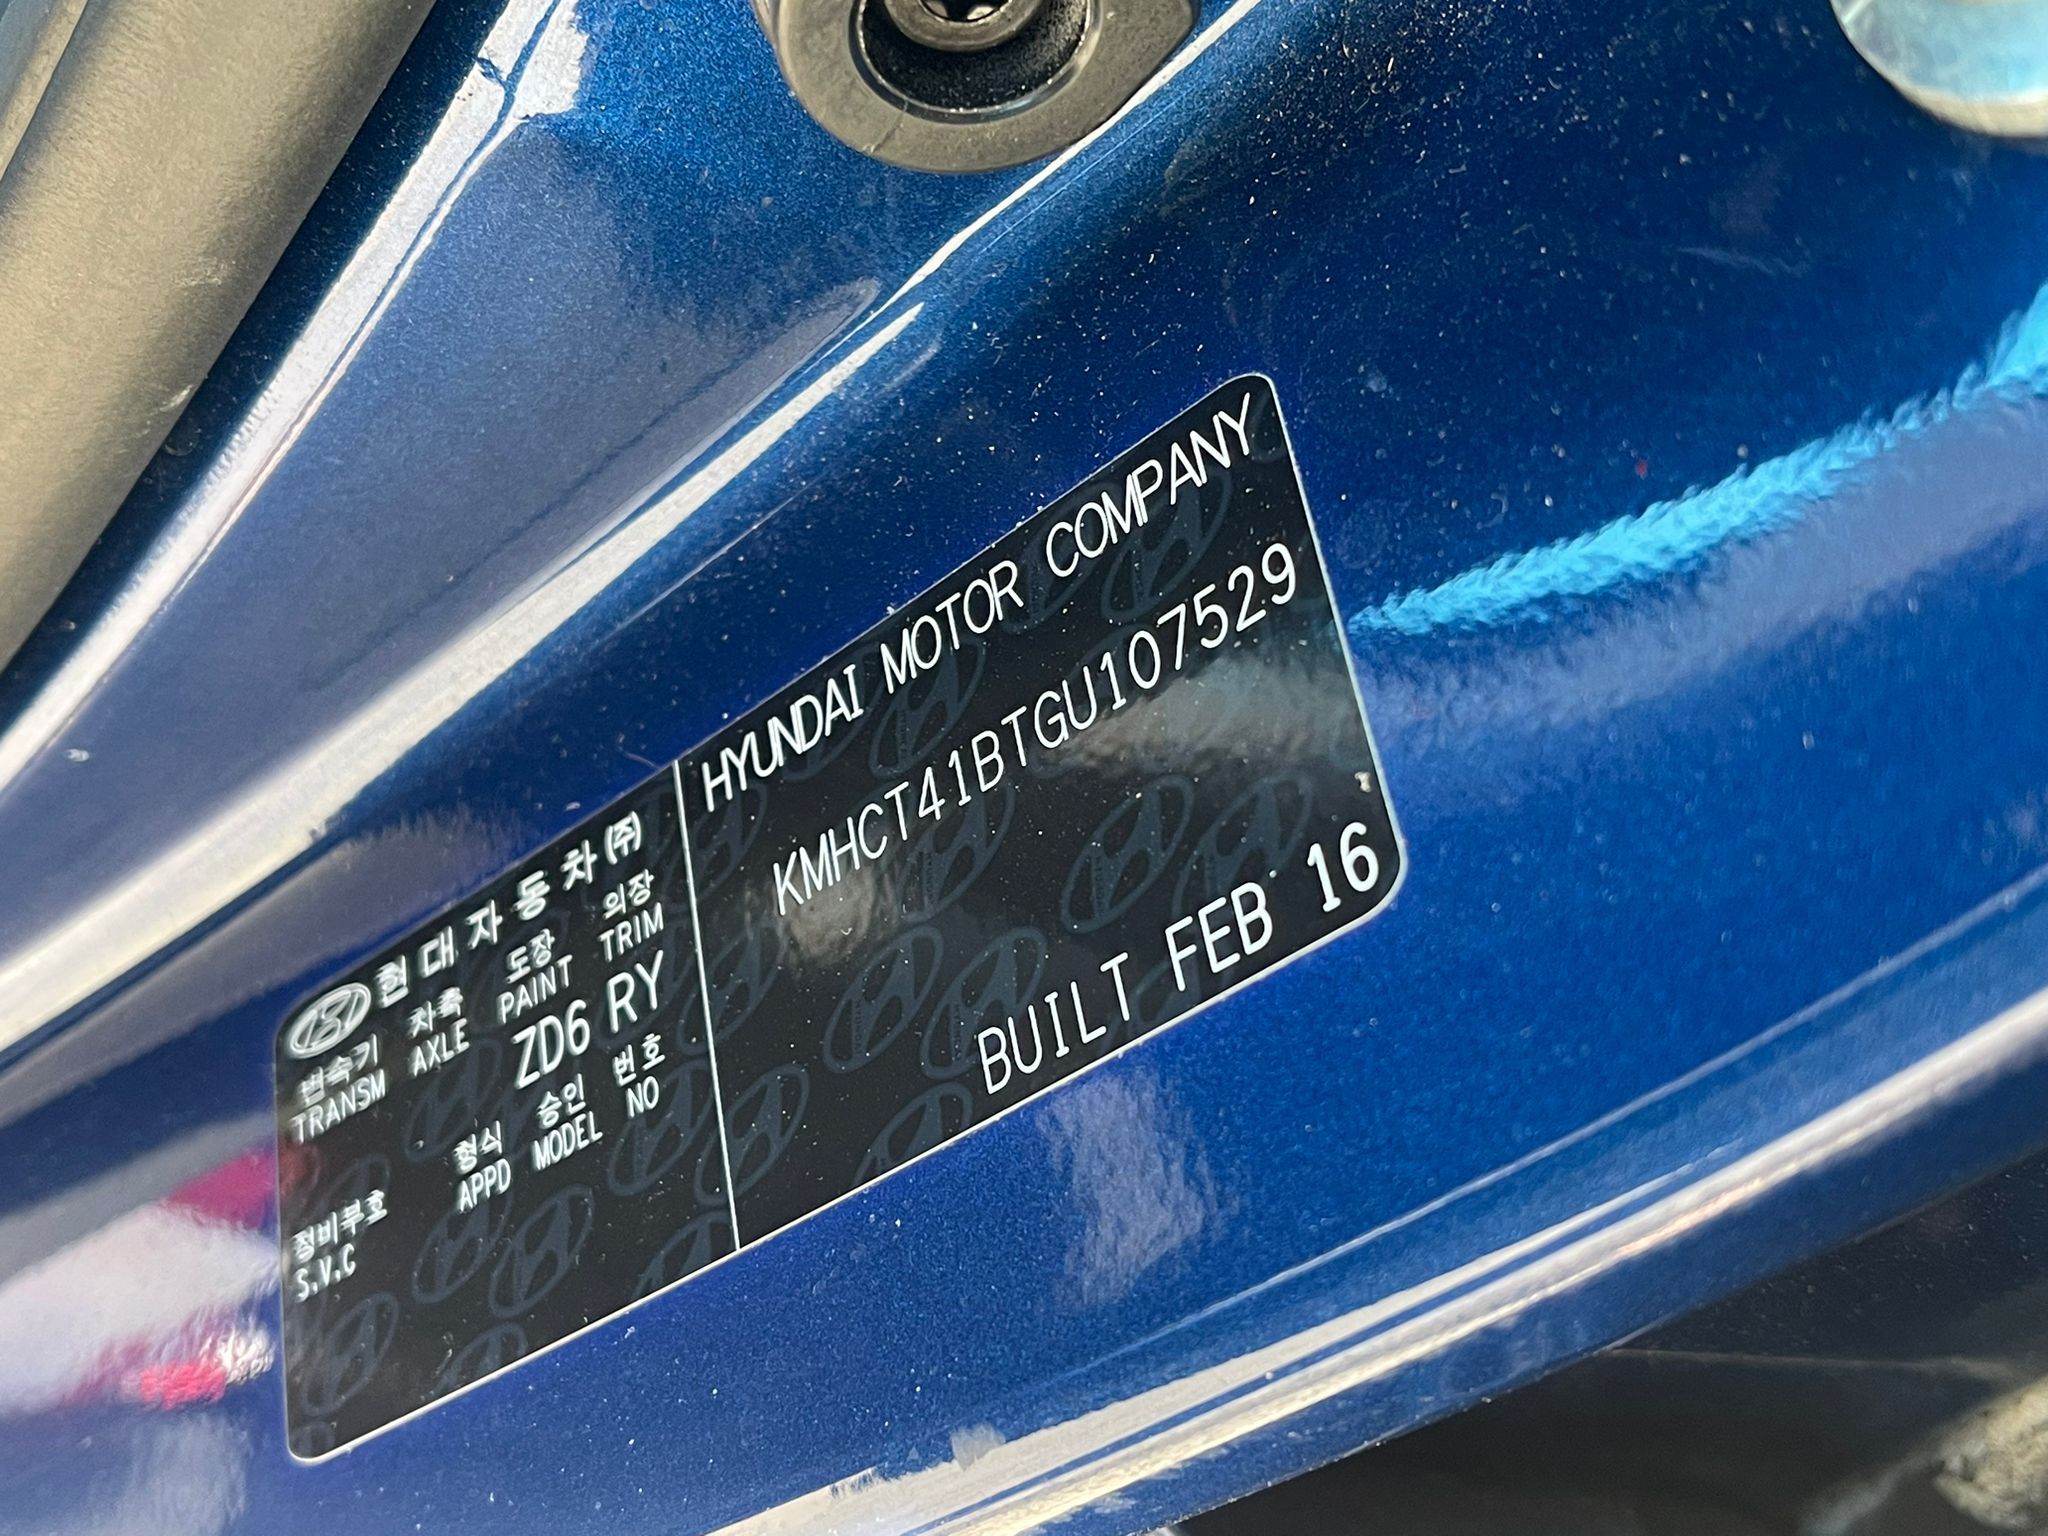 현대자동차(주)
변속기 차축 도장 의장
TRANSM AXLE PAINT TRIM
ZD6 RY
형식 승인 번호
APPD MODEL NO
정비부호
S.V.C
HYUNDAI MOTOR COMPANY
KMHCT41BTGU107529
BUILT FEB 16